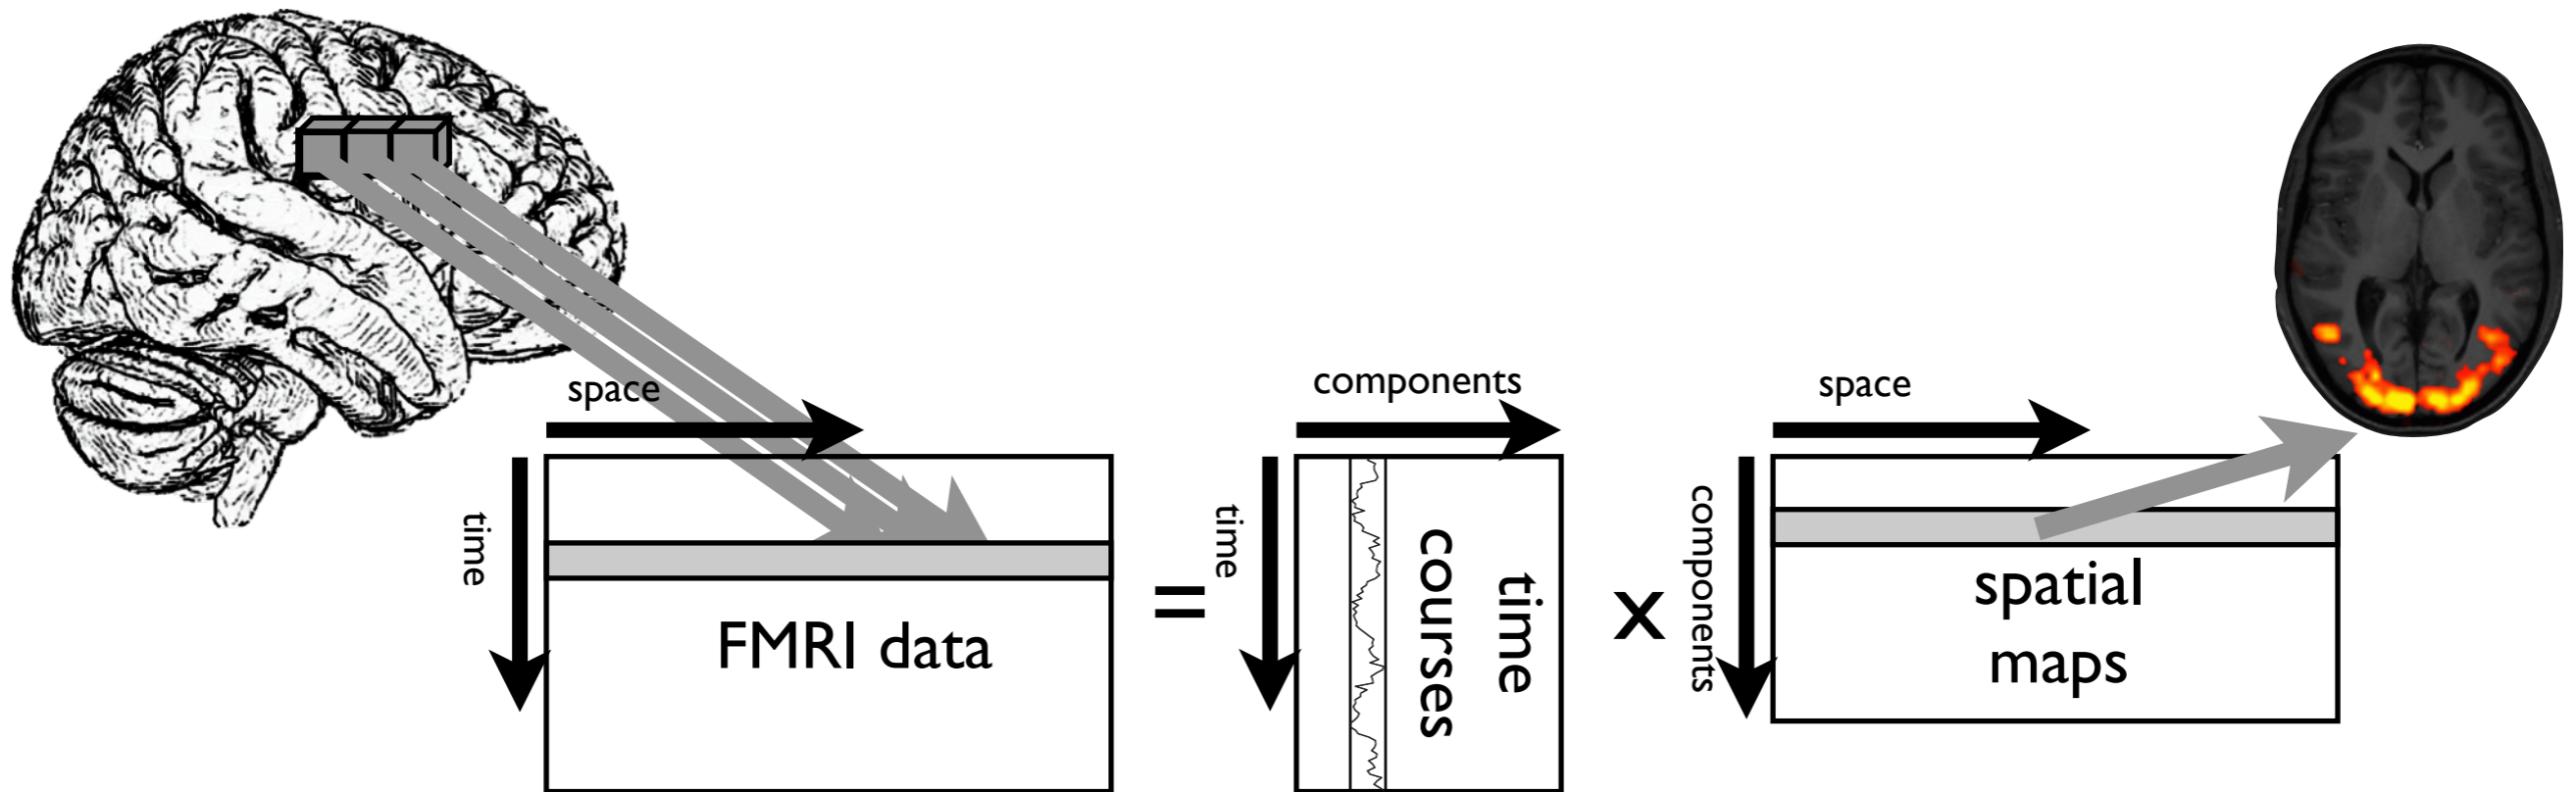 space
time
FMRI data
=
components
time
time
courses
x
space
components
spatial
maps